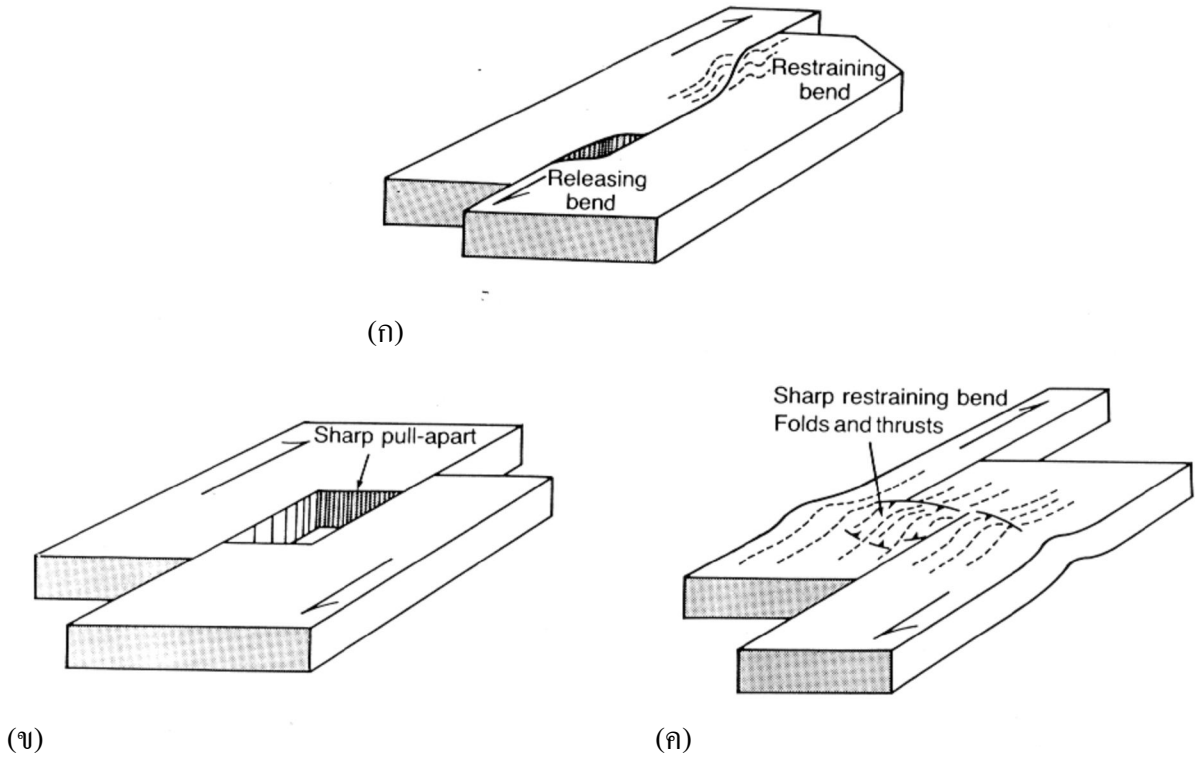 Restraining
bend
Releasing
bend
(ก)
Sharp pull-apart
Sharp restraining bend
Folds and thrusts
(ข)
(ค)